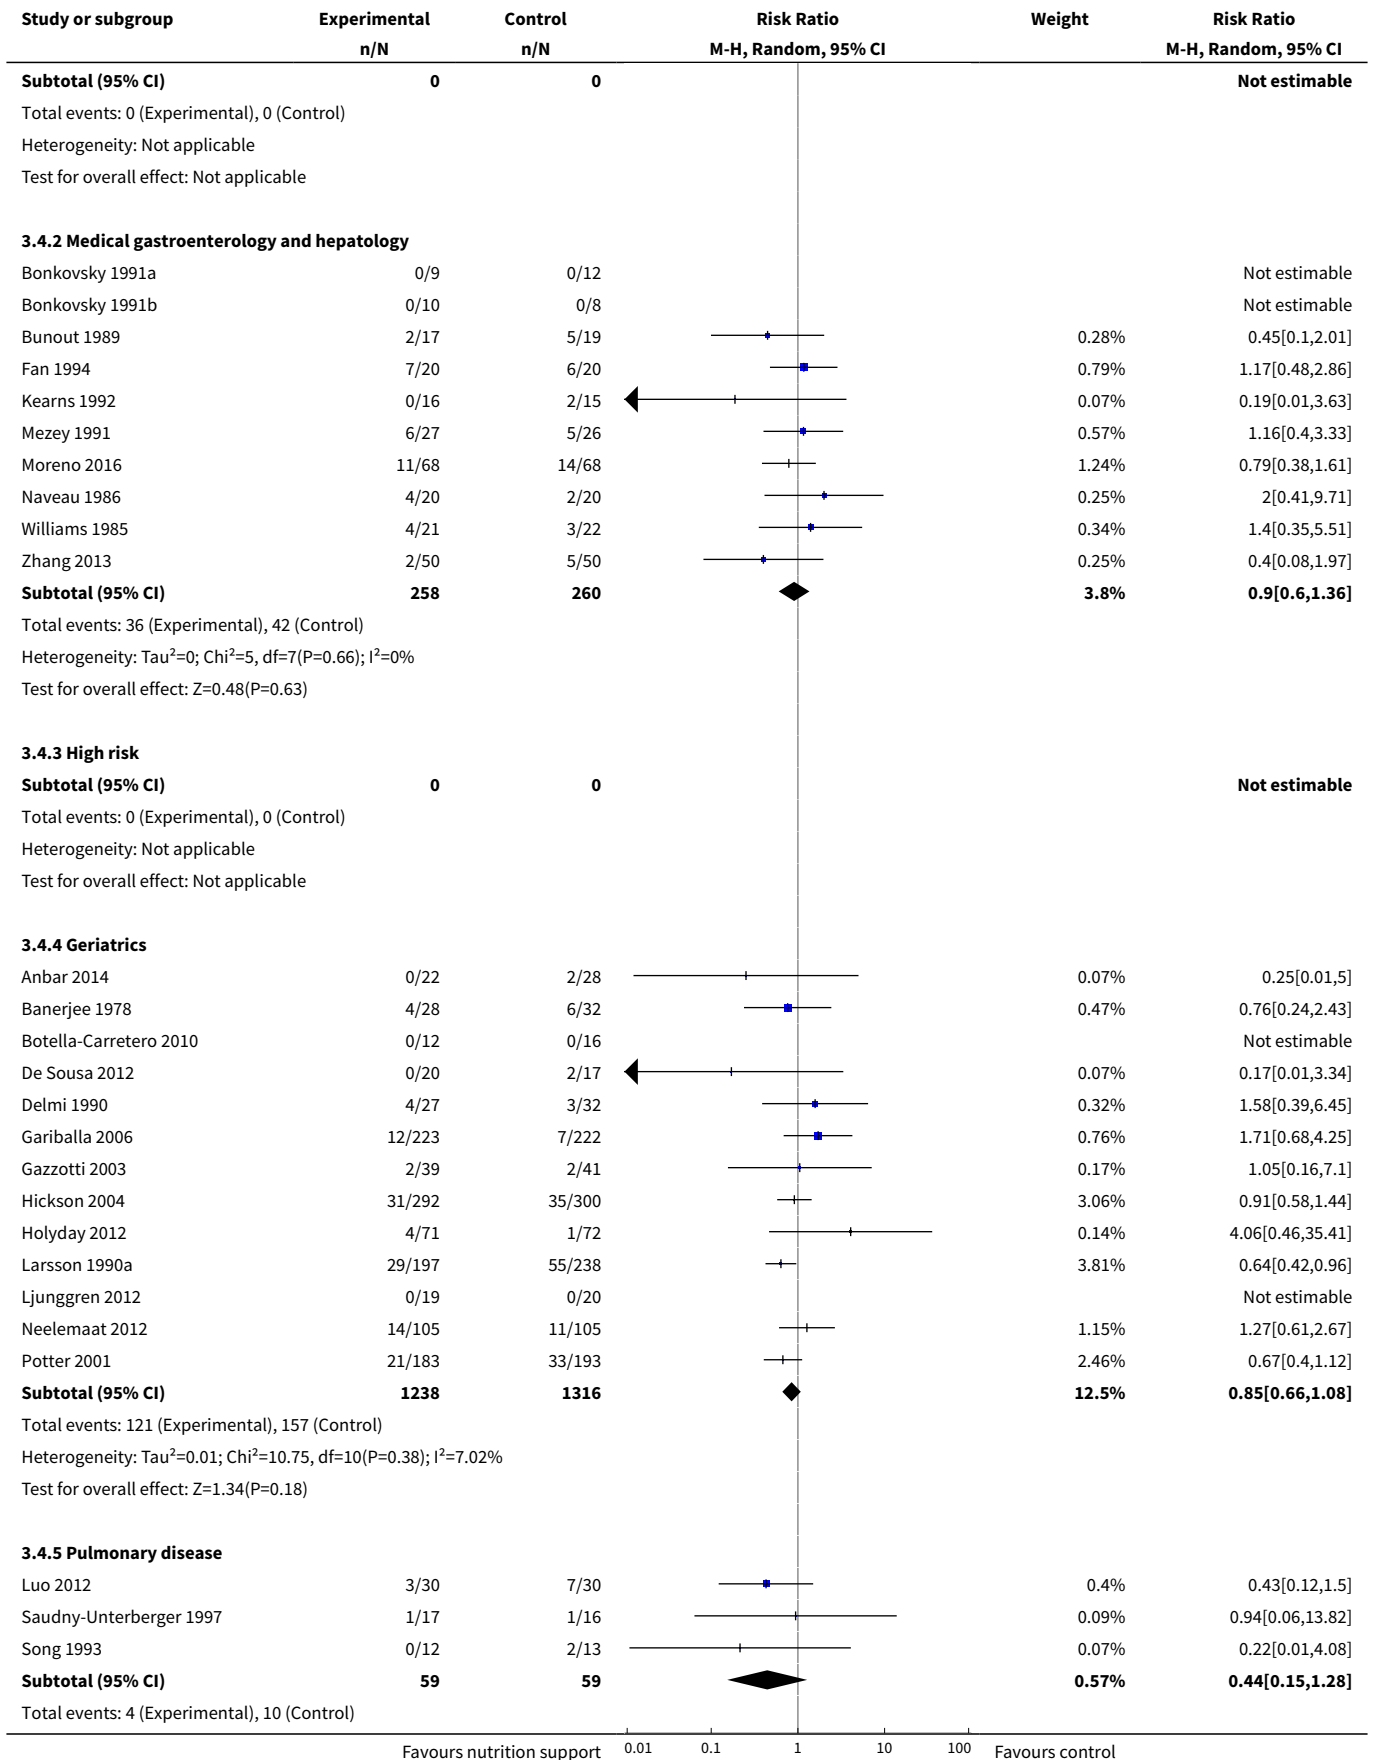 Study or subgroup Experimental Control Risk Ratio Weight Risk Ratio
n/N n/N M-H, Random, 95% CI M-H, Random, 95% CI
Subtotal (95% CI) 0 0 Not estimable
Total events: 0 (Experimental), 0 (Control)
Heterogeneity: Not applicable
Test for overall effect: Not applicable
3.4.2 Medical gastroenterology and hepatology
Bonkovsky 1991a 0/9 0/12 Not estimable
Bonkovsky 1991b 0/10 0/8 Not estimable
Bunout 1989 2/17 5/19 0.28% 0.45[0.1,2.01]
Fan 1994 7/20 6/20 0.79% 1.17[0.48,2.86]
Kearns 1992 0/16 2/15 0.07% 0.19[0.01,3.63]
Mezey 1991 6/27 5/26 0.57% 1.16[0.4,3.33]
Moreno 2016 11/68 14/68 1.24% 0.79[0.38,1.61]
Naveau 1986 4/20 2/20 0.25% 2[0.41,9.71]
Williams 1985 4/21 3/22 0.34% 1.4[0.35,5.51]
Zhang 2013 2/50 5/50 0.25% 0.4[0.08,1.97]
Subtotal (95% CI) 258 260 3.8% 0.9[0.6,1.36]
Total events: 36 (Experimental), 42 (Control)
Heterogeneity: Tau²=0; Chi²=5, df=7(P=0.66); I²=0%
Test for overall effect: Z=0.48(P=0.63)
3.4.3 High risk
Subtotal (95% CI) 0 0 Not estimable
Total events: 0 (Experimental), 0 (Control)
Heterogeneity: Not applicable
Test for overall effect: Not applicable
3.4.4 Geriatrics
Anbar 2014 0/22 2/28 0.07% 0.25[0.01,5]
Banerjee 1978 4/28 6/32 0.47% 0.76[0.24,2.43]
Botella-Carretero 2010 0/12 0/16 Not estimable
De Sousa 2012 0/20 2/17 0.07% 0.17[0.01,3.34]
Delmi 1990 4/27 3/32 0.32% 1.58[0.39,6.45]
Gariballa 2006 12/223 7/222 0.76% 1.71[0.68,4.25]
Gazzotti 2003 2/39 2/41 0.17% 1.05[0.16,7.1]
Hickson 2004 31/292 35/300 3.06% 0.91[0.58,1.44]
Holyday 2012 4/71 1/72 0.14% 4.06[0.46,35.41]
Larsson 1990a 29/197 55/238 3.81% 0.64[0.42,0.96]
Ljunggren 2012 0/19 0/20 Not estimable
Neelemaat 2012 14/105 11/105 1.15% 1.27[0.61,2.67]
Potter 2001 21/183 33/193 2.46% 0.67[0.4,1.12]
Subtotal (95% CI) 1238 1316 12.5% 0.85[0.66,1.08]
Total events: 121 (Experimental), 157 (Control)
Heterogeneity: Tau²=0.01; Chi²=10.75, df=10(P=0.38); I²=7.02%
Test for overall effect: Z=1.34(P=0.18)
3.4.5 Pulmonary disease
Luo 2012 3/30 7/30 0.4% 0.43[0.12,1.5]
Saudny-Unterberger 1997 1/17 1/16 0.09% 0.94[0.06,13.82]
Song 1993 0/12 2/13 0.07% 0.22[0.01,4.08]
Subtotal (95% CI) 59 59 0.57% 0.44[0.15,1.28]
Total events: 4 (Experimental), 10 (Control)
Favours nutrition support 0.01 0.1 1 10 100 Favours control